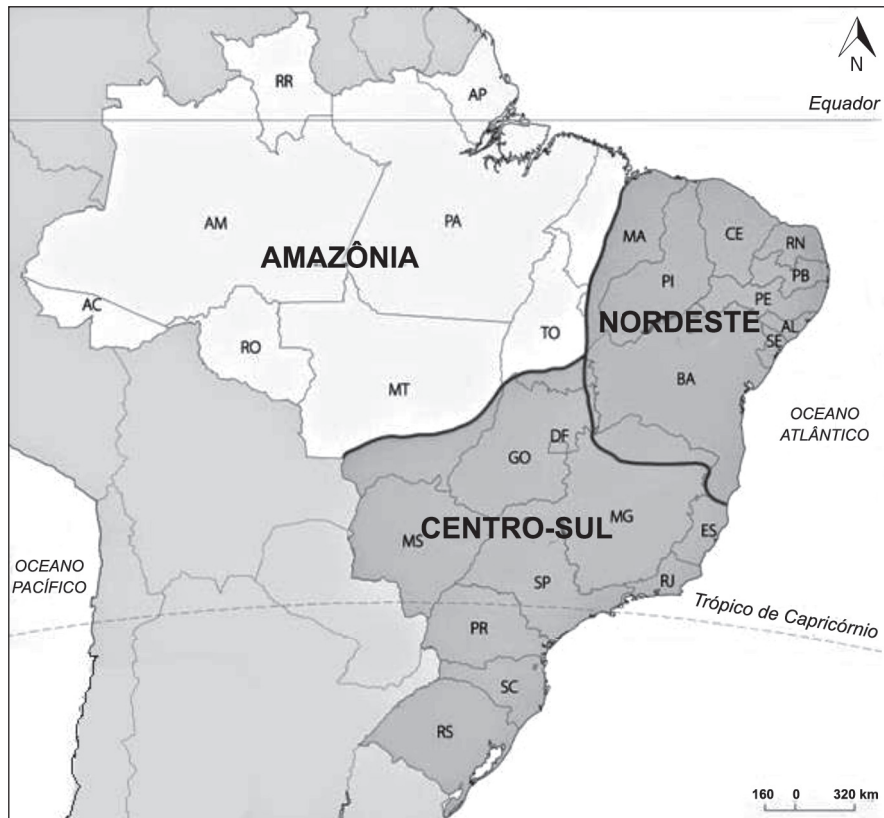 N
RR
AP
Equador
AM
PA
AMAZÔNIA
MA
CE
RN
PB
PI
PE
AC
RO
TO
NORDESTE
AL
SE
MT
BA
OCEANO
ATLÂNTICO
DF
GO
CENTRO-SUL
MG
MS
ES
OCEANO
PACÍFICO
SP
RJ
Trópico de Capricórnio
PR
SC
RS
160 0 320 km